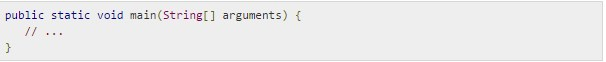 public static void main(String[] arguments) {
// ...
}